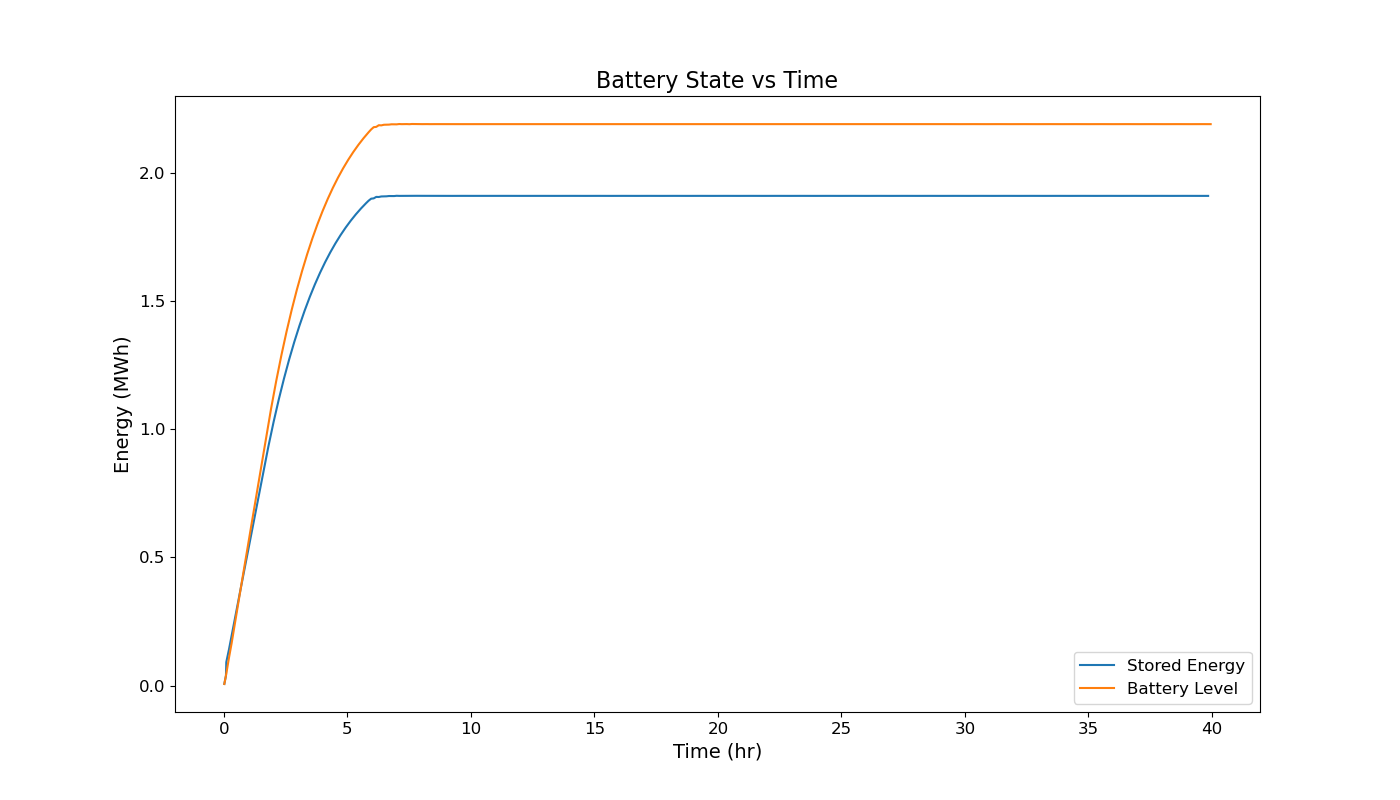 Battery State vs Time
Energy (MWh)
2.0
1.5
1.0
0.5
0.0
0 5 10 15 20 25 30 35 40
Time (hr)
Stored Energy
Battery Level